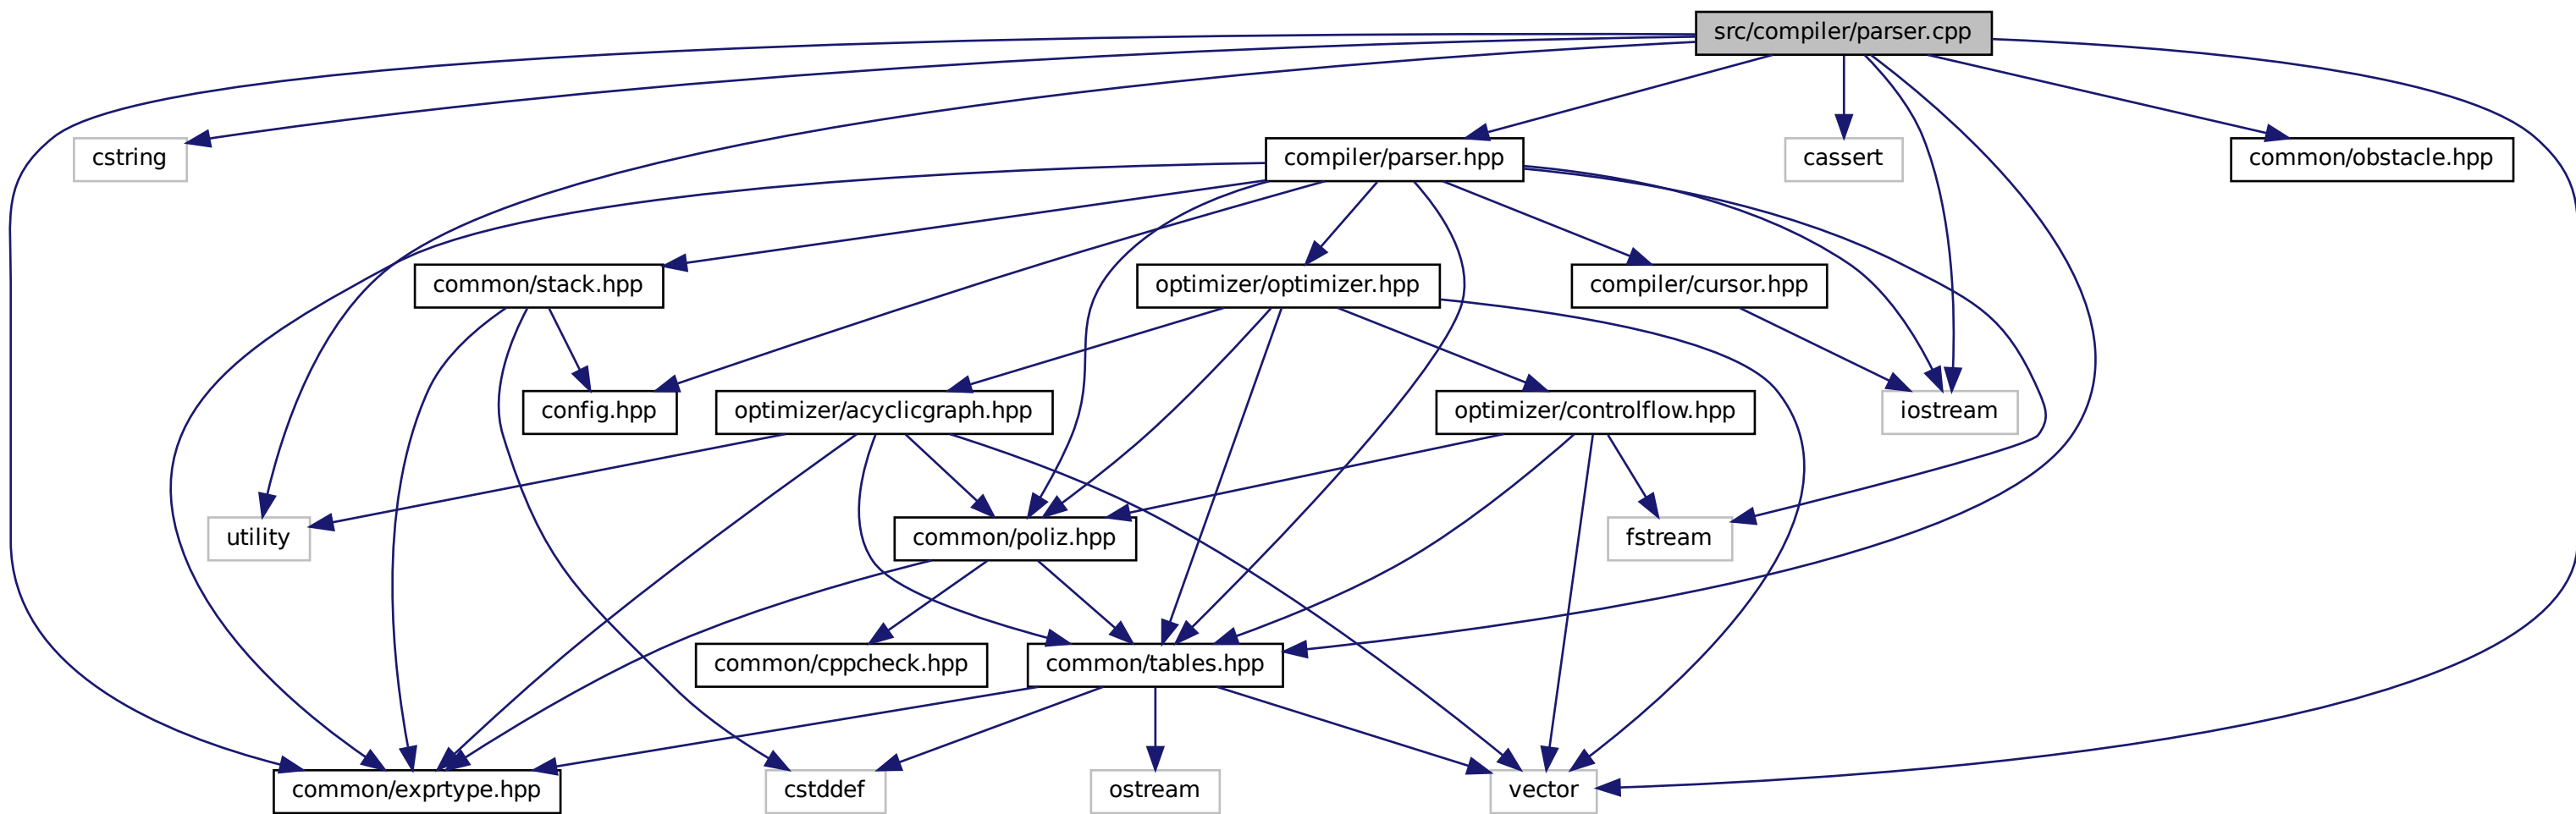 src/compiler/parser.cpp
cstring
compiler/parser.hpp
cassert
common/obstacle.hpp
common/stack.hpp
optimizer/optimizer.hpp
compiler/cursor.hpp
config.hpp
optimizer/acyclicgraph.hpp
optimizer/controlflow.hpp
iostream
utility
common/poliz.hpp
fstream
common/cppcheck.hpp
common/tables.hpp
common/exprtype.hpp
cstddef
ostream
vector